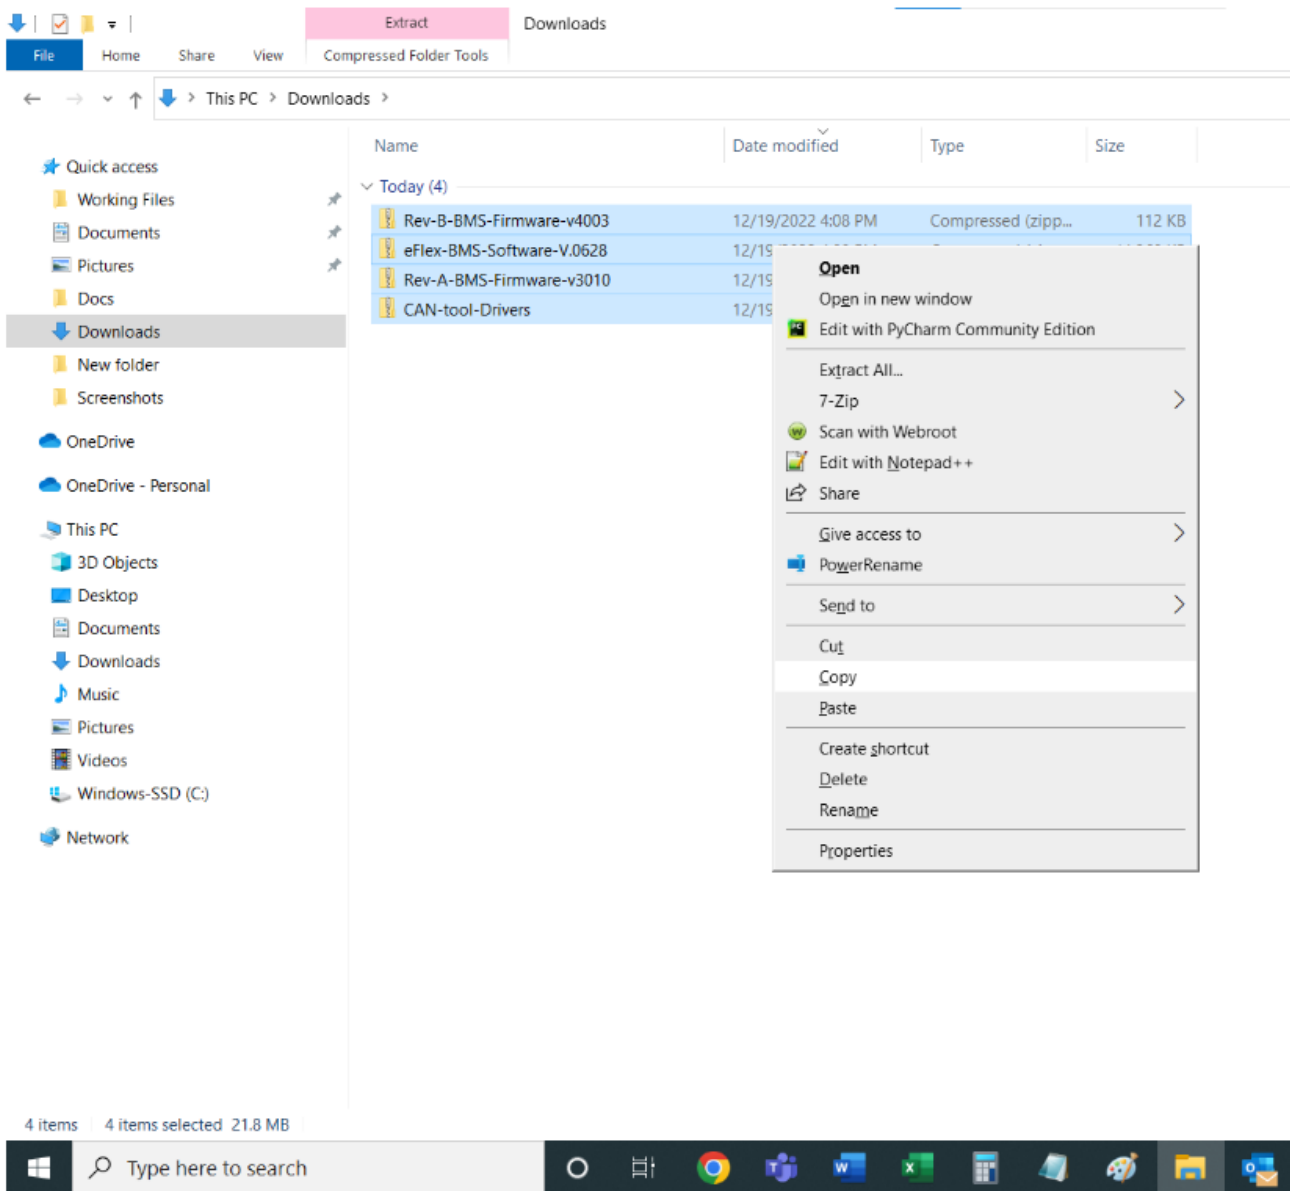 Extract
Downloads
File
Home
Share
View
Compressed Folder Tools
This PC > Downloads >
Name
Date modified
Type
Size
Quick access
Working Files
Documents
Pictures
Docs
Downloads
New folder
Screenshots
OneDrive
OneDrive - Personal
This PC
3D Objects
Desktop
Documents
Downloads
Music
Pictures
Videos
Windows-SSD (C:)
Network
Today (4)
Rev-B-BMS-Firmware-v4003 12/19/2022 4:08 PM Compressed (zipp... 112 KB
eFlex-BMS-Software-V.0628 12/19
Rev-A-BMS-Firmware-v3010 12/19
CAN-tool-Drivers 12/19
Open
Open in new window
Edit with PyCharm Community Edition
Extract All...
7-Zip
Scan with Webroot
Edit with Notepad++
Share
Give access to
PowerRename
Send to
Cut
Copy
Paste
Create shortcut
Delete
Rename
Properties
4 items 4 items selected 21.8 MB
Type here to search